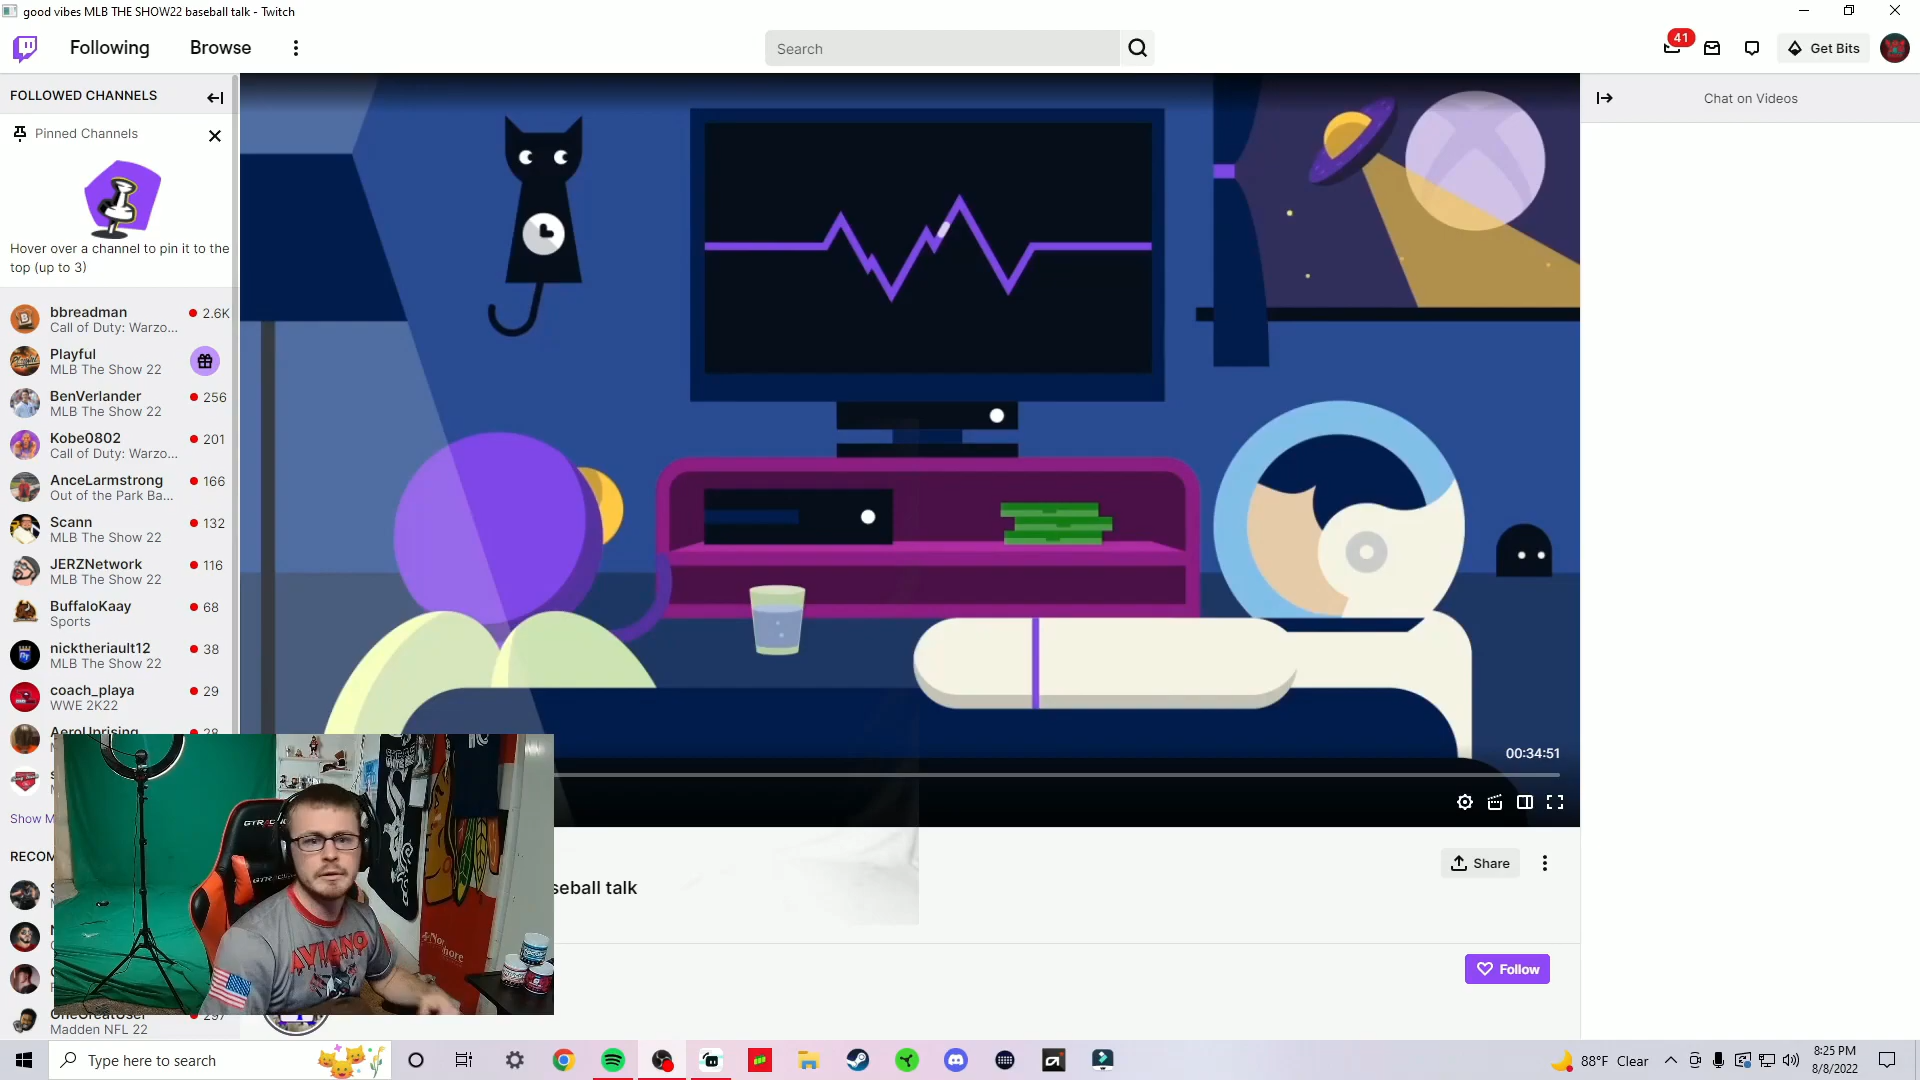 good vibes MLB THE SHOW22 baseball talk - Twitch
Following
Browse
Search
41
Get Bits
FOLLOWED CHANNELS
Pinned Channels
Hover over a channel to pin it to the
top (up to 3)
bbreadman
2.6K
Call of Duty: Warzo...
Playful
MLB The Show 22
BenVerlander
256
MLB The Show 22
Kobe0802
201
Call of Duty: Warzo...
AnceLarmstrong
166
Out of the Park Ba...
Scann
132
MLB The Show 22
JERZNetwork
116
MLB The Show 22
BuffaloKaay
68
Sports
nicktheriault12
38
MLB The Show 22
coach_playa
29
WWE 2K22
AeroUprising
28
Show M
RECOM
Madden NFL 22
297
Chat on Videos
00:34:51
seball talk
Share
Follow
AVIANO
Type here to search
88°F Clear
8:25 PM
8/8/2022